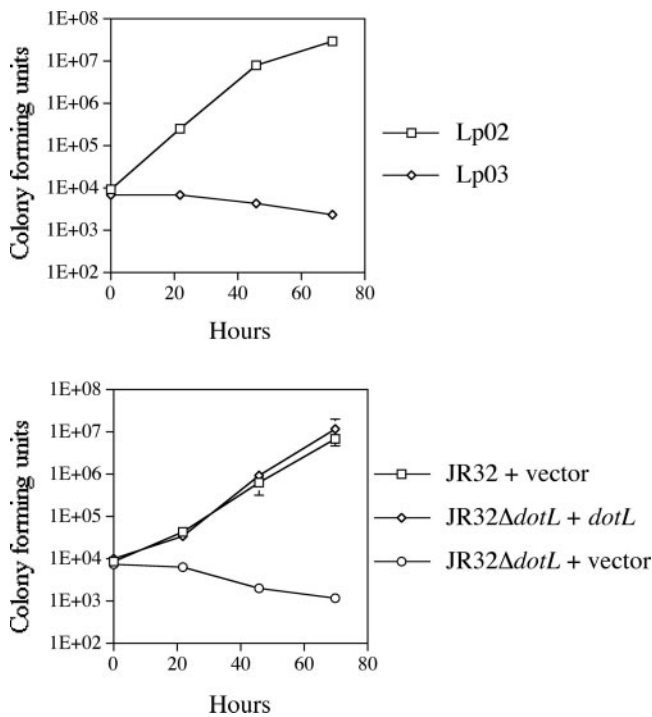 Colony forming units
1E+08
1E+07
1E+06
1E+05
1E+04
1E+03
1E+02
0 20 40 60 80
Hours
Lp02
Lp03
Colony forming units
1E+08
1E+07
1E+06
1E+05
1E+04
1E+03
1E+02
0 20 40 60 80
Hours
JR32 + vector
JR32ΔdotL + dotL
JR32ΔdotL + vector